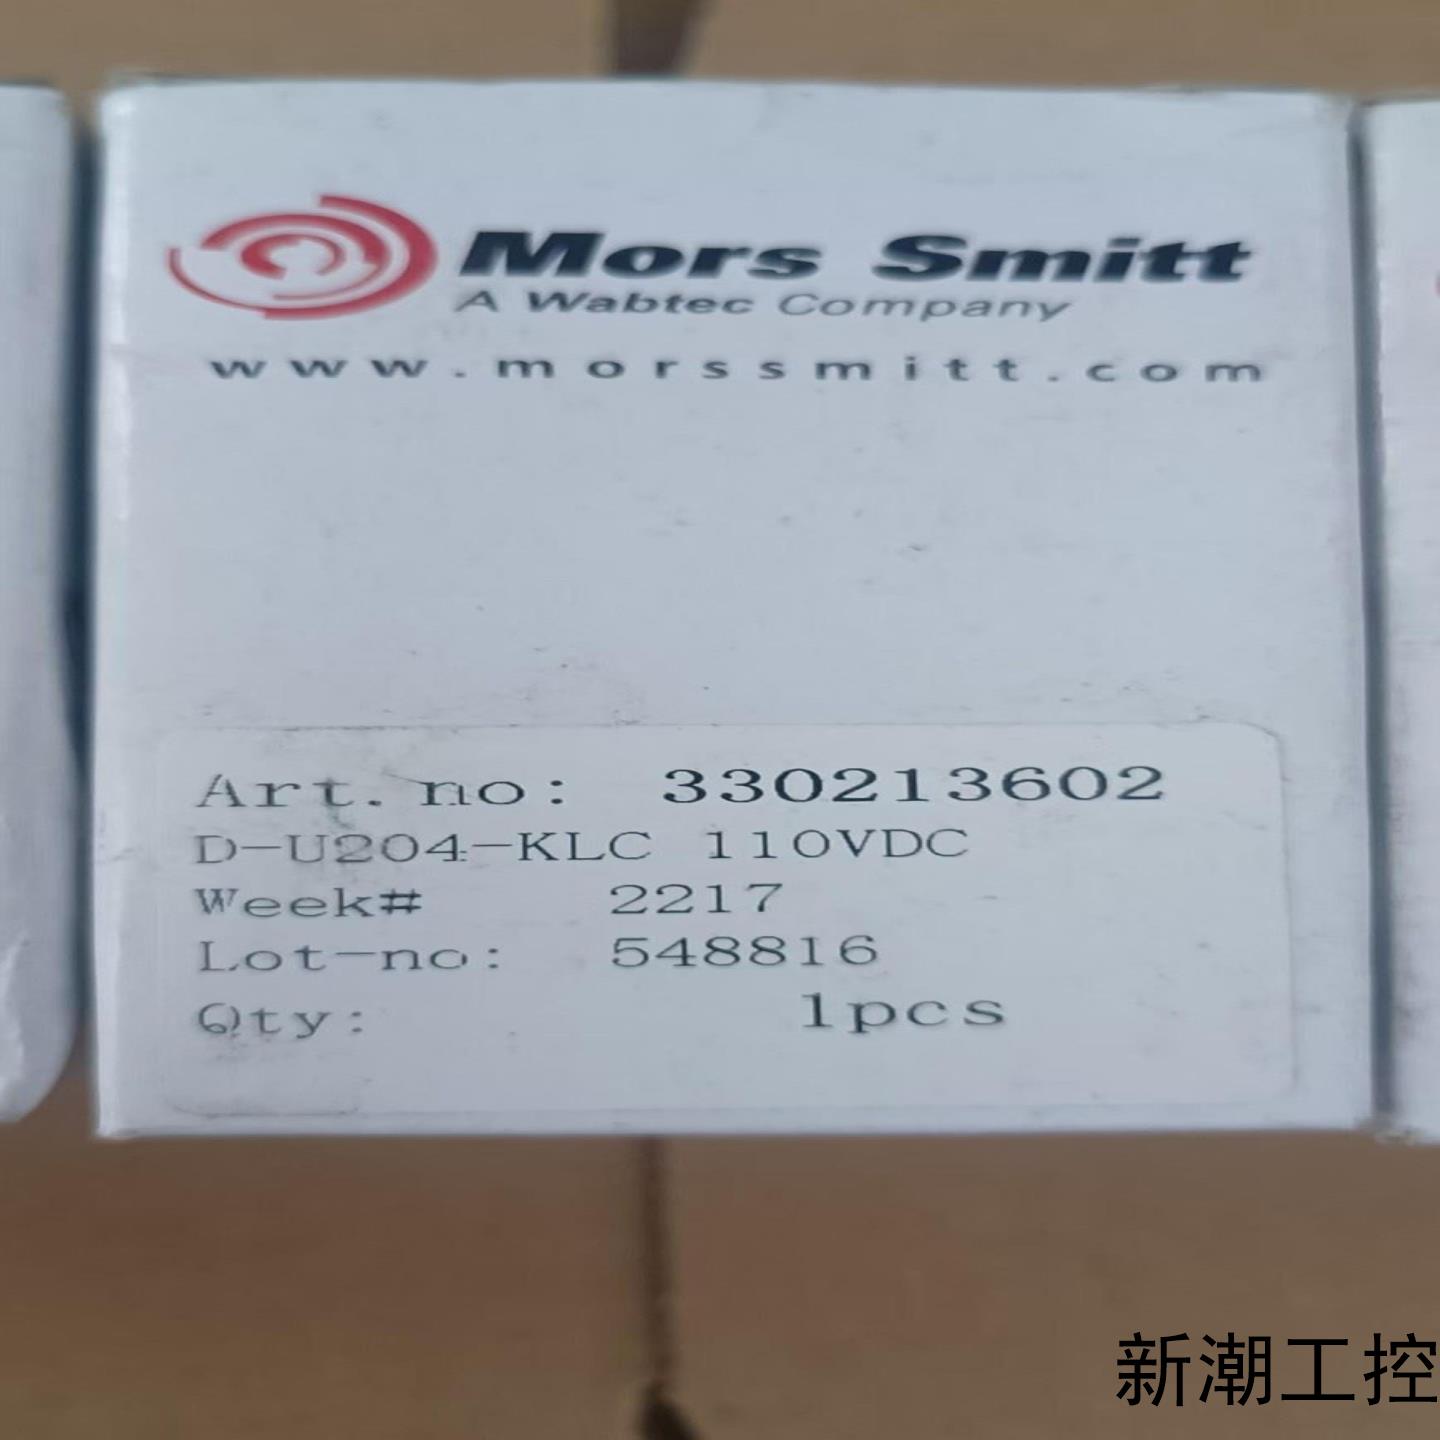 Mors Smitt
A Wabtec Company
www.morssmitt.com
Art.no: 330213602
D-U204-KLC 110VDC
Week# 2217
Lot-no: 548816
Qty: 1pcs
新潮工控